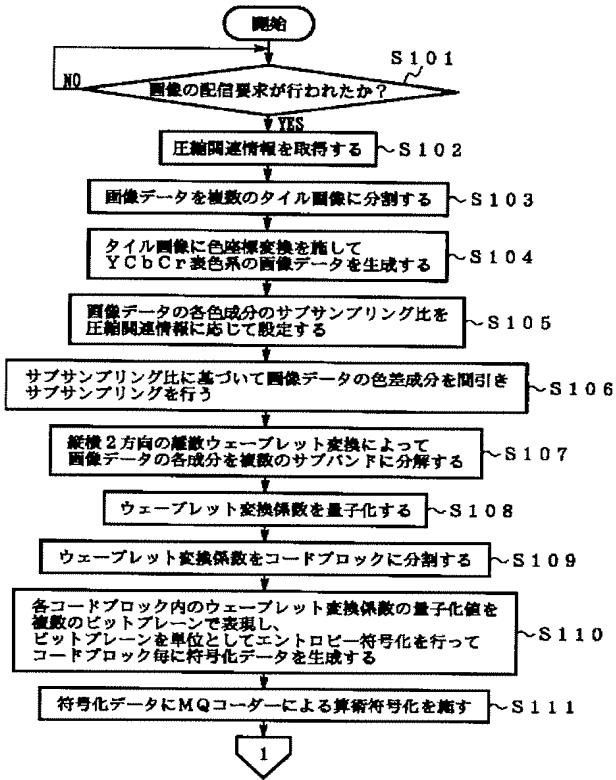 開始
S101
NO
画像の配信要求が行われたか?
YES
圧縮関連情報を取得する
S102
画像データを複数のタイル画像に分割する
S103
タイル画像に色座標変換を施して
YCbCr表色系の画像データを生成する
S104
画像データの各色成分のサブサンプリング比を
圧縮関連情報に応じて設定する
S105
サブサンプリング比に基づいて画像データの色差成分を間引き
サブサンプリングを行う
S106
縦横2方向の離散ウェーブレット変換によって
画像データの各成分を複数のサブバンドに分解する
S107
ウェーブレット変換係数を量子化する
S108
ウェーブレット変換係数をコードブロックに分割する
S109
各コードブロック内のウェーブレット変換係数の量子化値を
複数のビットプレーンで表現し、
ビットプレーンを単位としてエントロピー符号化を行って
コードブロック毎に符号化データを生成する
S110
符号化データにMQコーダーによる算術符号化を施す
S111
1